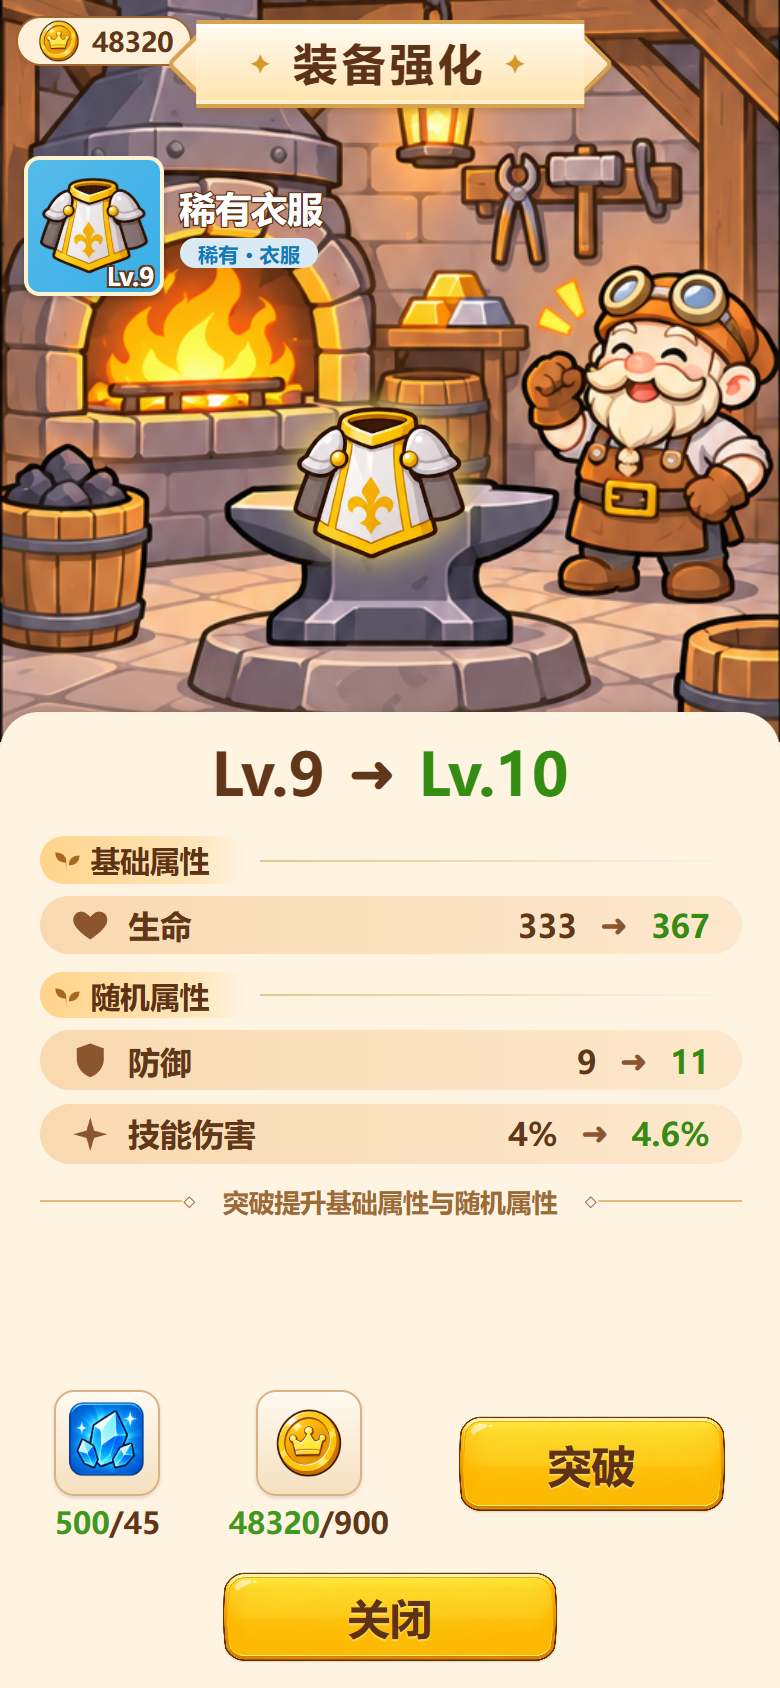 48320
装备强化
稀有衣服
稀有·衣服
Lv.9
Lv.9 → Lv.10
基础属性
生命 333 → 367
随机属性
防御 9 → 11
技能伤害 4% → 4.6%
突破提升基础属性与随机属性
500/45
48320/900
突破
关闭